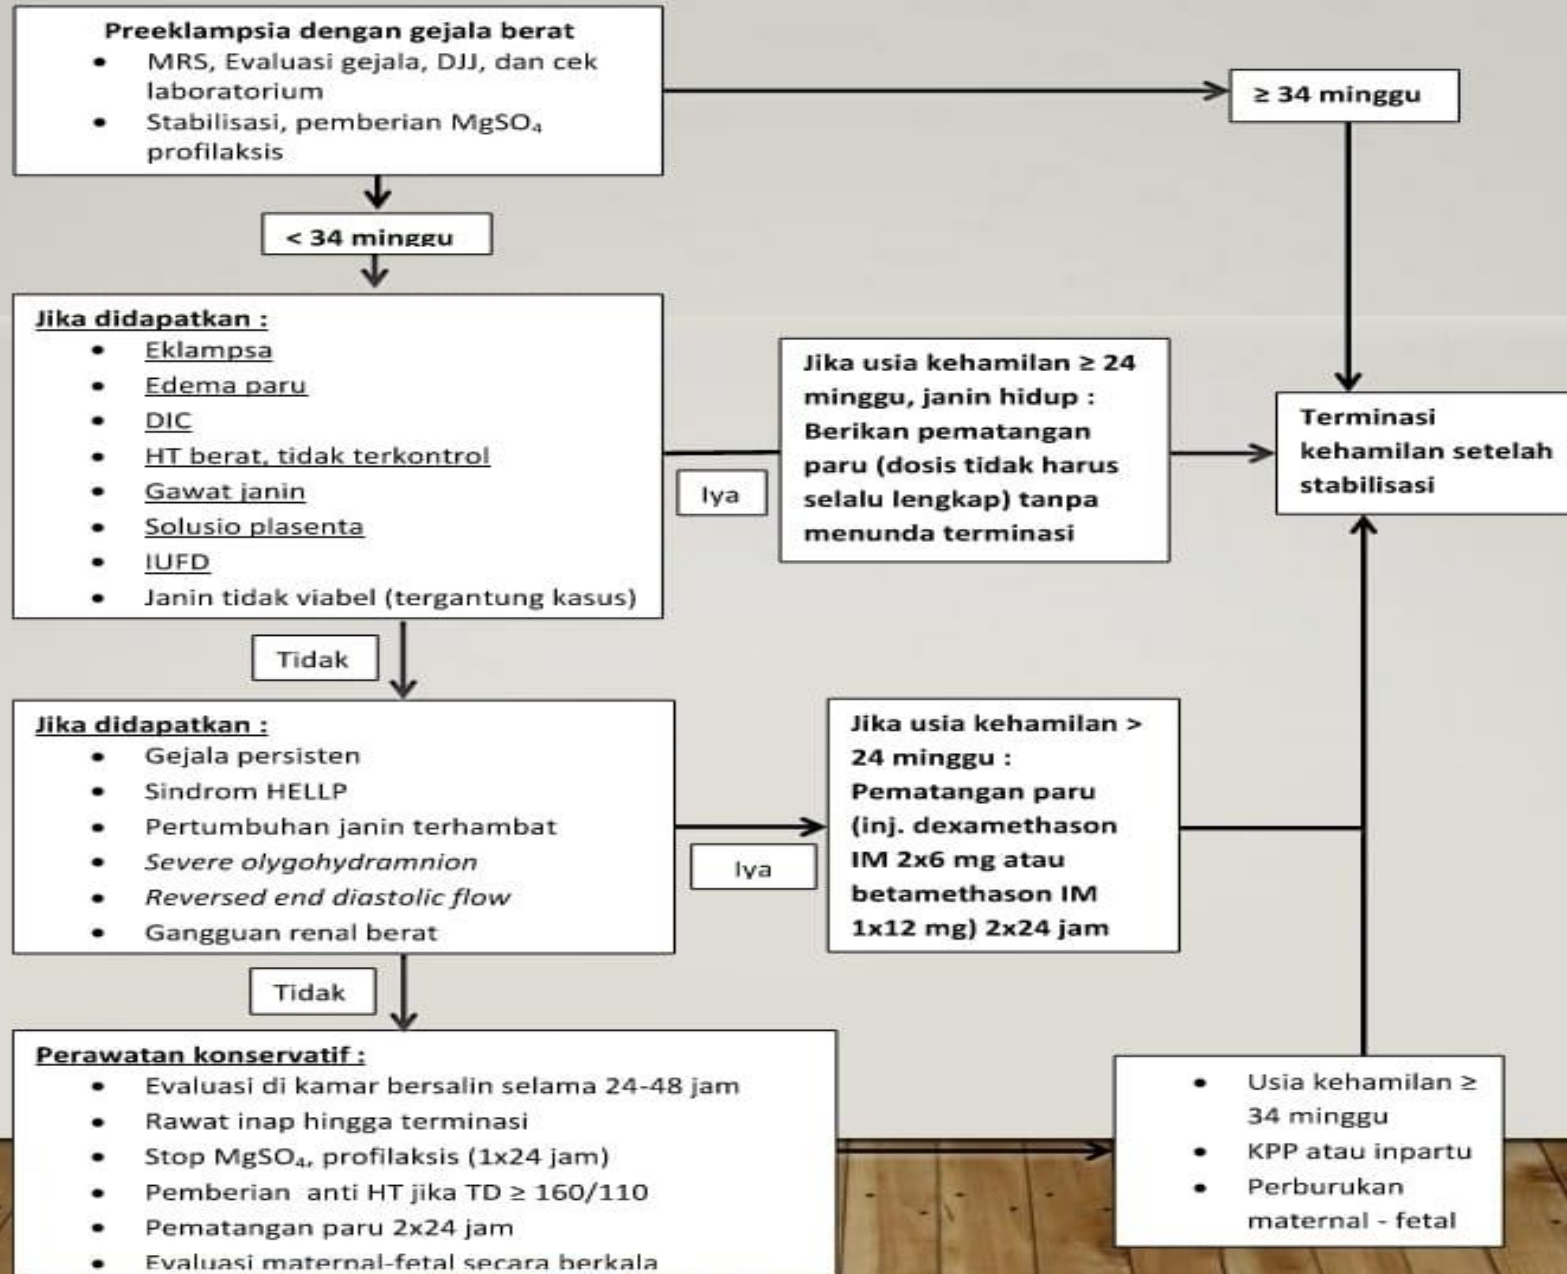 Preeklampsia dengan gejala berat
• MRS, Evaluasi gejala, DJJ, dan cek
laboratorium
• Stabilisasi, pemberian MgSO₄
profilaksis
≥ 34 minggu
< 34 minggu
Jika didapatkan :
• Eklampsa
• Edema paru
• DIC
• HT berat, tidak terkontrol
• Gawat janin
• Solusio plasenta
• IUFD
• Janin tidak viabel (tergantung kasus)
Iya
Jika usia kehamilan ≥ 24
minggu, janin hidup :
Berikan pematangan
paru (dosis tidak harus
selalu lengkap) tanpa
menunda terminasi
Terminasi
kehamilan setelah
stabilisasi
Tidak
Jika didapatkan :
• Gejala persisten
• Sindrom HELLP
• Pertumbuhan janin terhambat
• Severe olygohydramnion
• Reversed end diastolic flow
• Gangguan renal berat
Iya
Jika usia kehamilan >
24 minggu :
Pematangan paru
(inj. dexamethason
IM 2x6 mg atau
betamethason IM
1x12 mg) 2x24 jam
Tidak
Perawatan konservatif :
• Evaluasi di kamar bersalin selama 24-48 jam
• Rawat inap hingga terminasi
• Stop MgSO₄, profilaksis (1x24 jam)
• Pemberian anti HT jika TD ≥ 160/110
• Pematangan paru 2x24 jam
• Evaluasi maternal-fetal secara berkala
• Usia kehamilan ≥
34 minggu
• KPP atau inpartu
• Perburukan
maternal - fetal